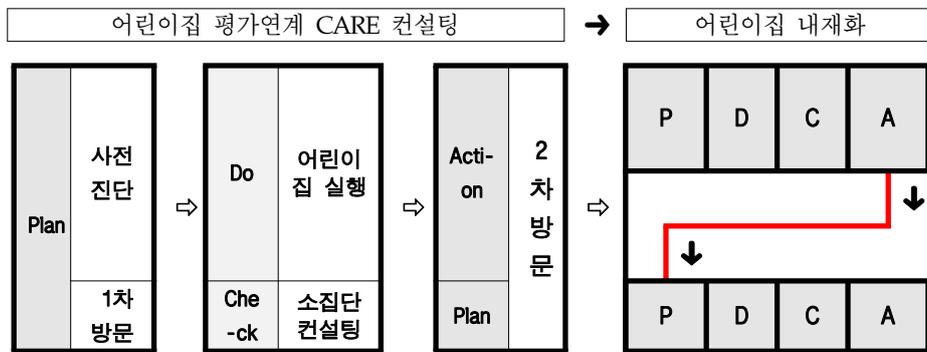 어린이집 평가연계 CARE 컨설팅 ➜ 어린이집 내재화
Plan
사전
진단
1차
방문
⇨
Do
어린이
집 실행
Che
-ck
소집단
컨설팅
⇨
Acti-
on
Plan
2
차
방
문
⇨
P D C A
P D C A